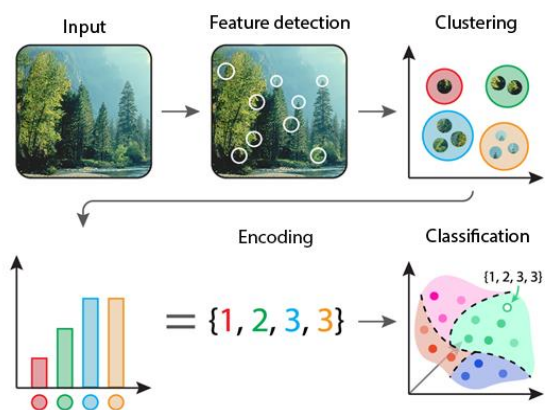 Input
Feature detection
Clustering
Encoding
Classification
= {1, 2, 3, 3}
{1, 2, 3, 3}